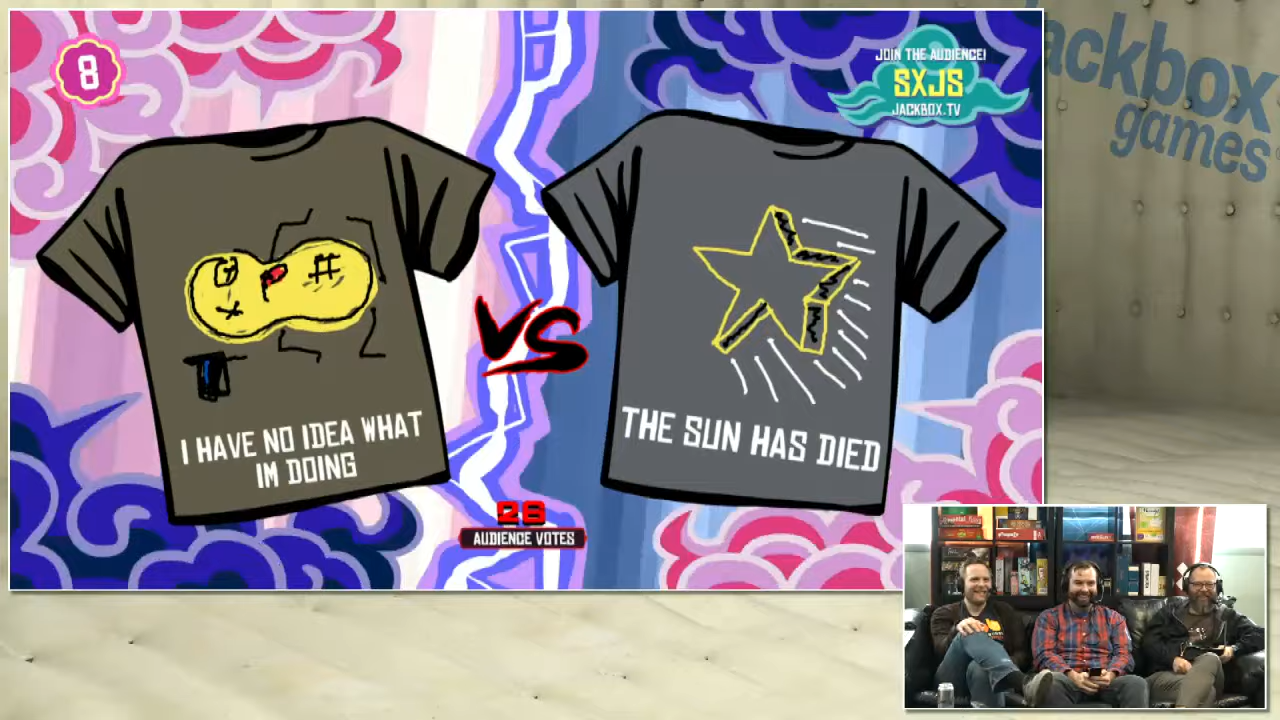 8
JOIN THE AUDIENCE!
SXJS
JACKBOX.TV
jackbox
games
I HAVE NO IDEA WHAT
IM DOING
VS
THE SUN HAS DIED
28
AUDIENCE VOTES